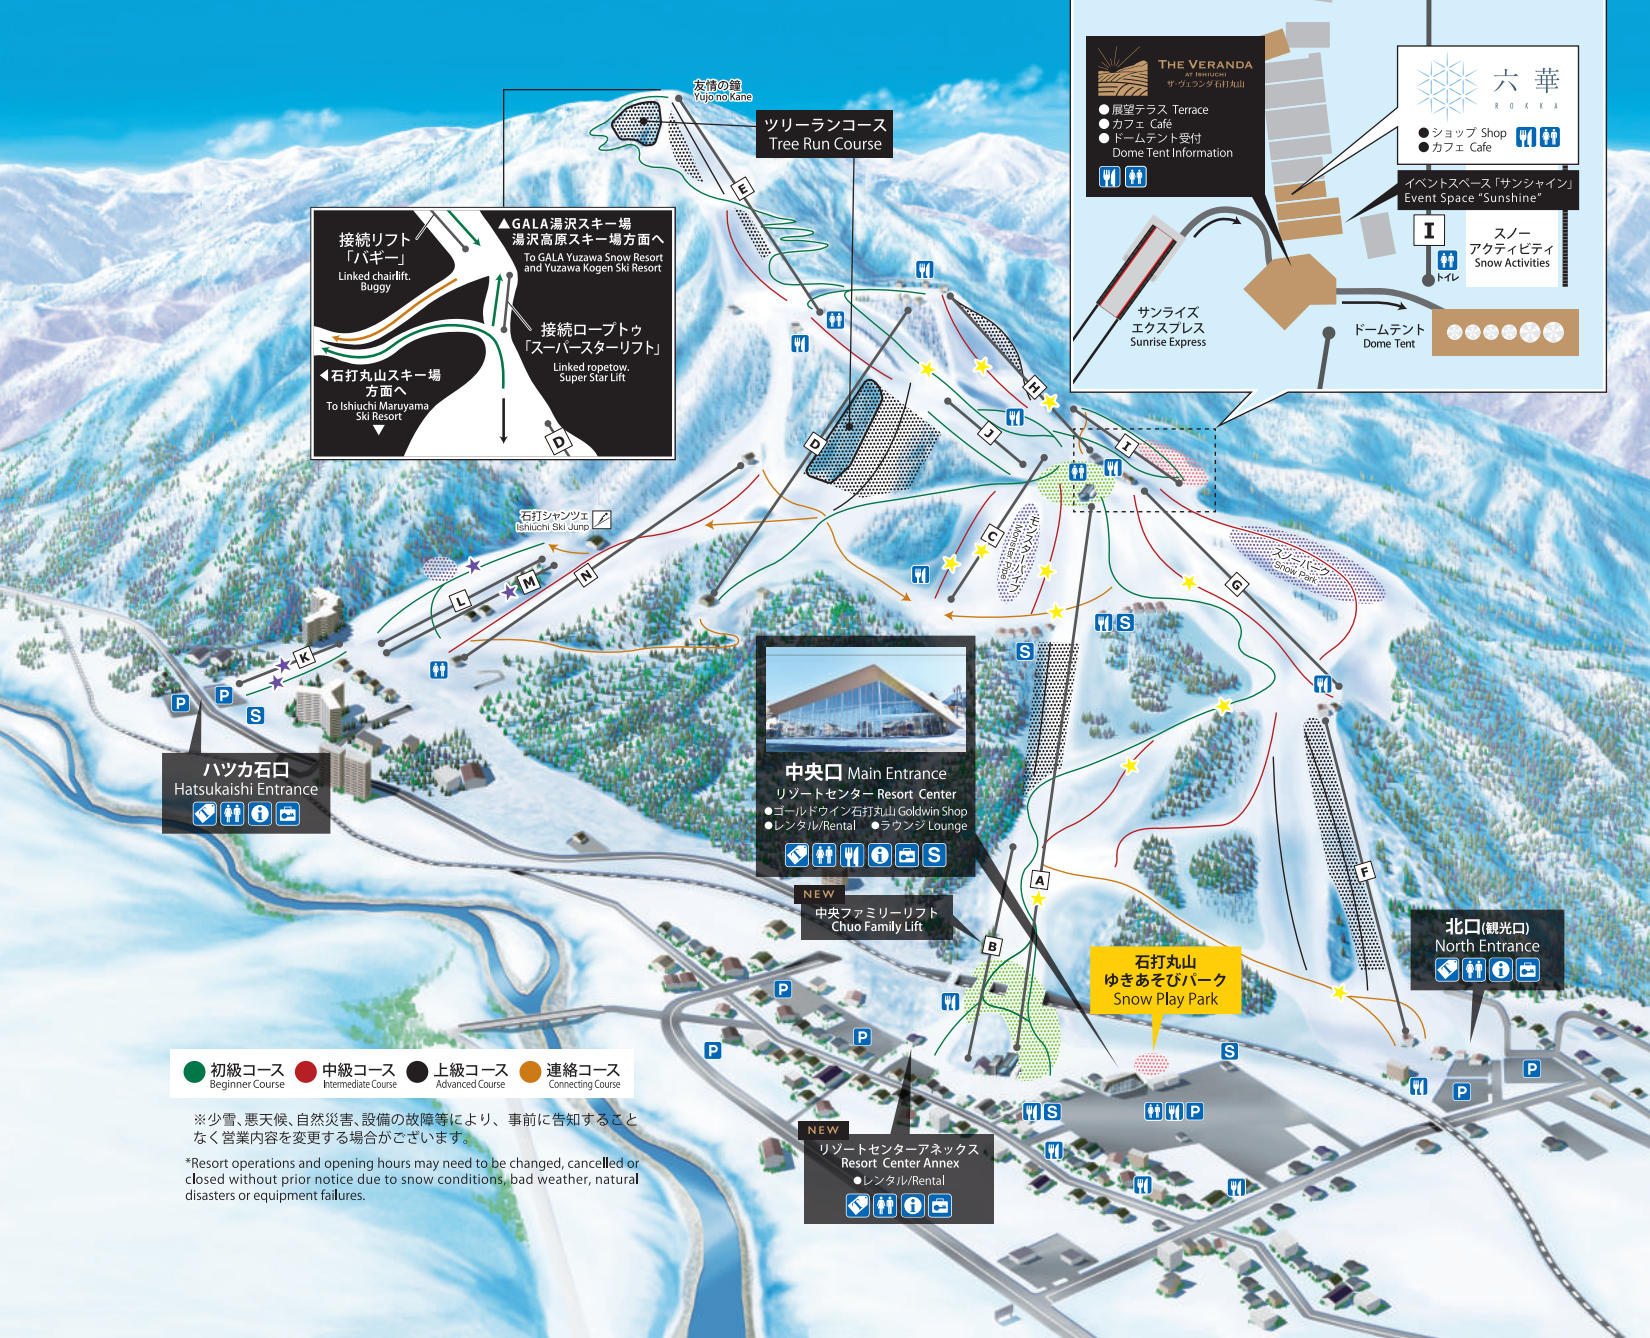 友情の鐘
Yujo no Kane
ツリーランコース
Tree Run Course
E
接続リフト
「バギー」
Linked chairlift.
Buggy
▲GALA湯沢スキー場
湯沢高原スキー場方面へ
To GALA Yuzawa Snow Resort
and Yuzawa Kogen Ski Resort
接続ロープトゥ
「スーパースターリフト」
Linked ropetow.
Super Star Lift
◀石打丸山スキー場
方面へ
To Ishiuchi Maruyama
Ski Resort
▼
D
THE VERANDA
AT ISHIUCHI
ザ・ヴェランダ石打丸山
●展望テラス Terrace
●カフェ Café
●ドームテント受付
Dome Tent Information
六 華
ROKKA
●ショップ Shop
●カフェ Cafe
イベントスペース「サンシャイン」
Event Space “Sunshine”
I
トイレ
スノー
アクティビティ
Snow Activities
サンライズ
エクスプレス
Sunrise Express
ドームテント
Dome Tent
H
J
D
I
石打シャンツェ
Ishiuchi Ski Junp
C
モンスターパイプ
Monster Pipe
スノーパーク
Snow Park
G
N
M
L
K
S
S
P
P
S
ハツカ石口
Hatsukaishi Entrance
中央口 Main Entrance
リゾートセンター Resort Center
●ゴールドウイン石打丸山 Goldwin Shop
●レンタル/Rental ●ラウンジ Lounge
S
A
F
NEW
中央ファミリーリフト
Chuo Family Lift
B
北口(観光口)
North Entrance
石打丸山
ゆきあそびパーク
Snow Play Park
P
P
P
S
P
P
S
P
初級コース
Beginner Course
中級コース
Intermediate Course
上級コース
Advanced Course
連絡コース
Connecting Course
※少雪、悪天候、自然災害、設備の故障等により、事前に告知すること
なく営業内容を変更する場合がございます。
*Resort operations and opening hours may need to be changed, cancelled or
closed without prior notice due to snow conditions, bad weather, natural
disasters or equipment failures.
NEW
リゾートセンターアネックス
Resort Center Annex
●レンタル/Rental